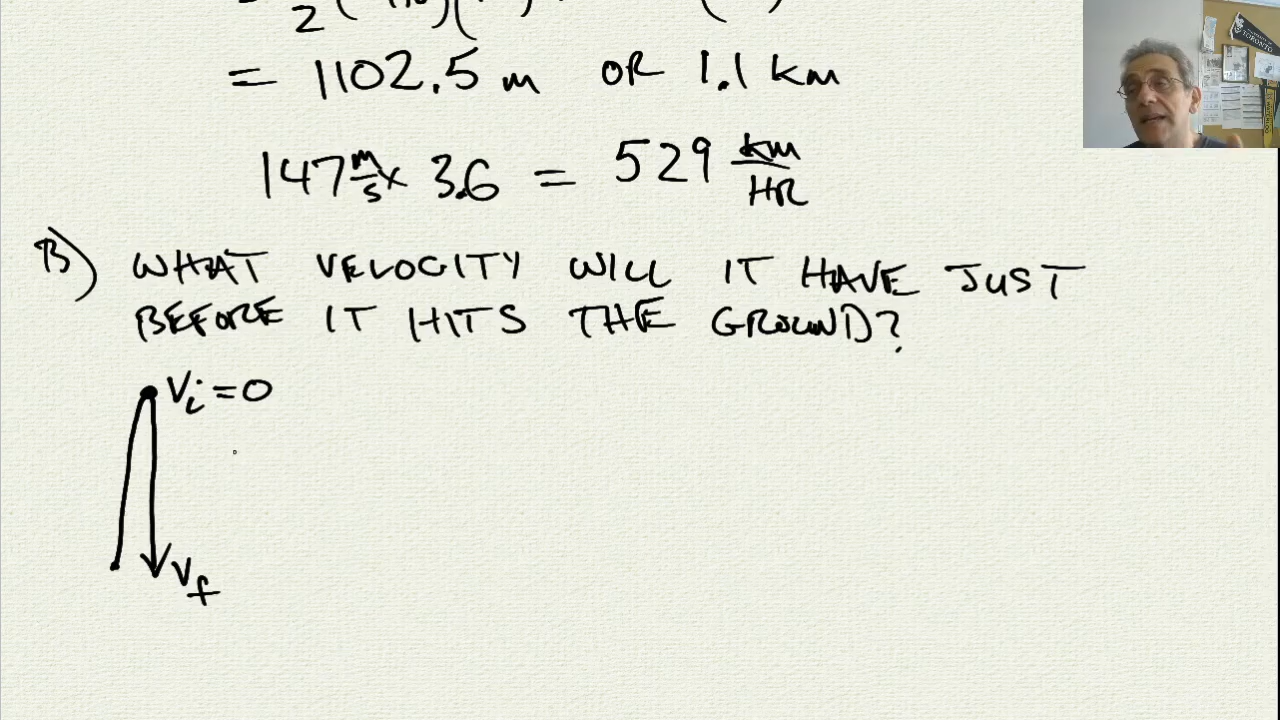 = 1102.5 m OR 1.1 km
147 m/s x 3.6 = 529 km/HR
B) WHAT VELOCITY WILL IT HAVE JUST
BEFORE IT HITS THE GROUND?
Vi = 0
Vf
TORONTO